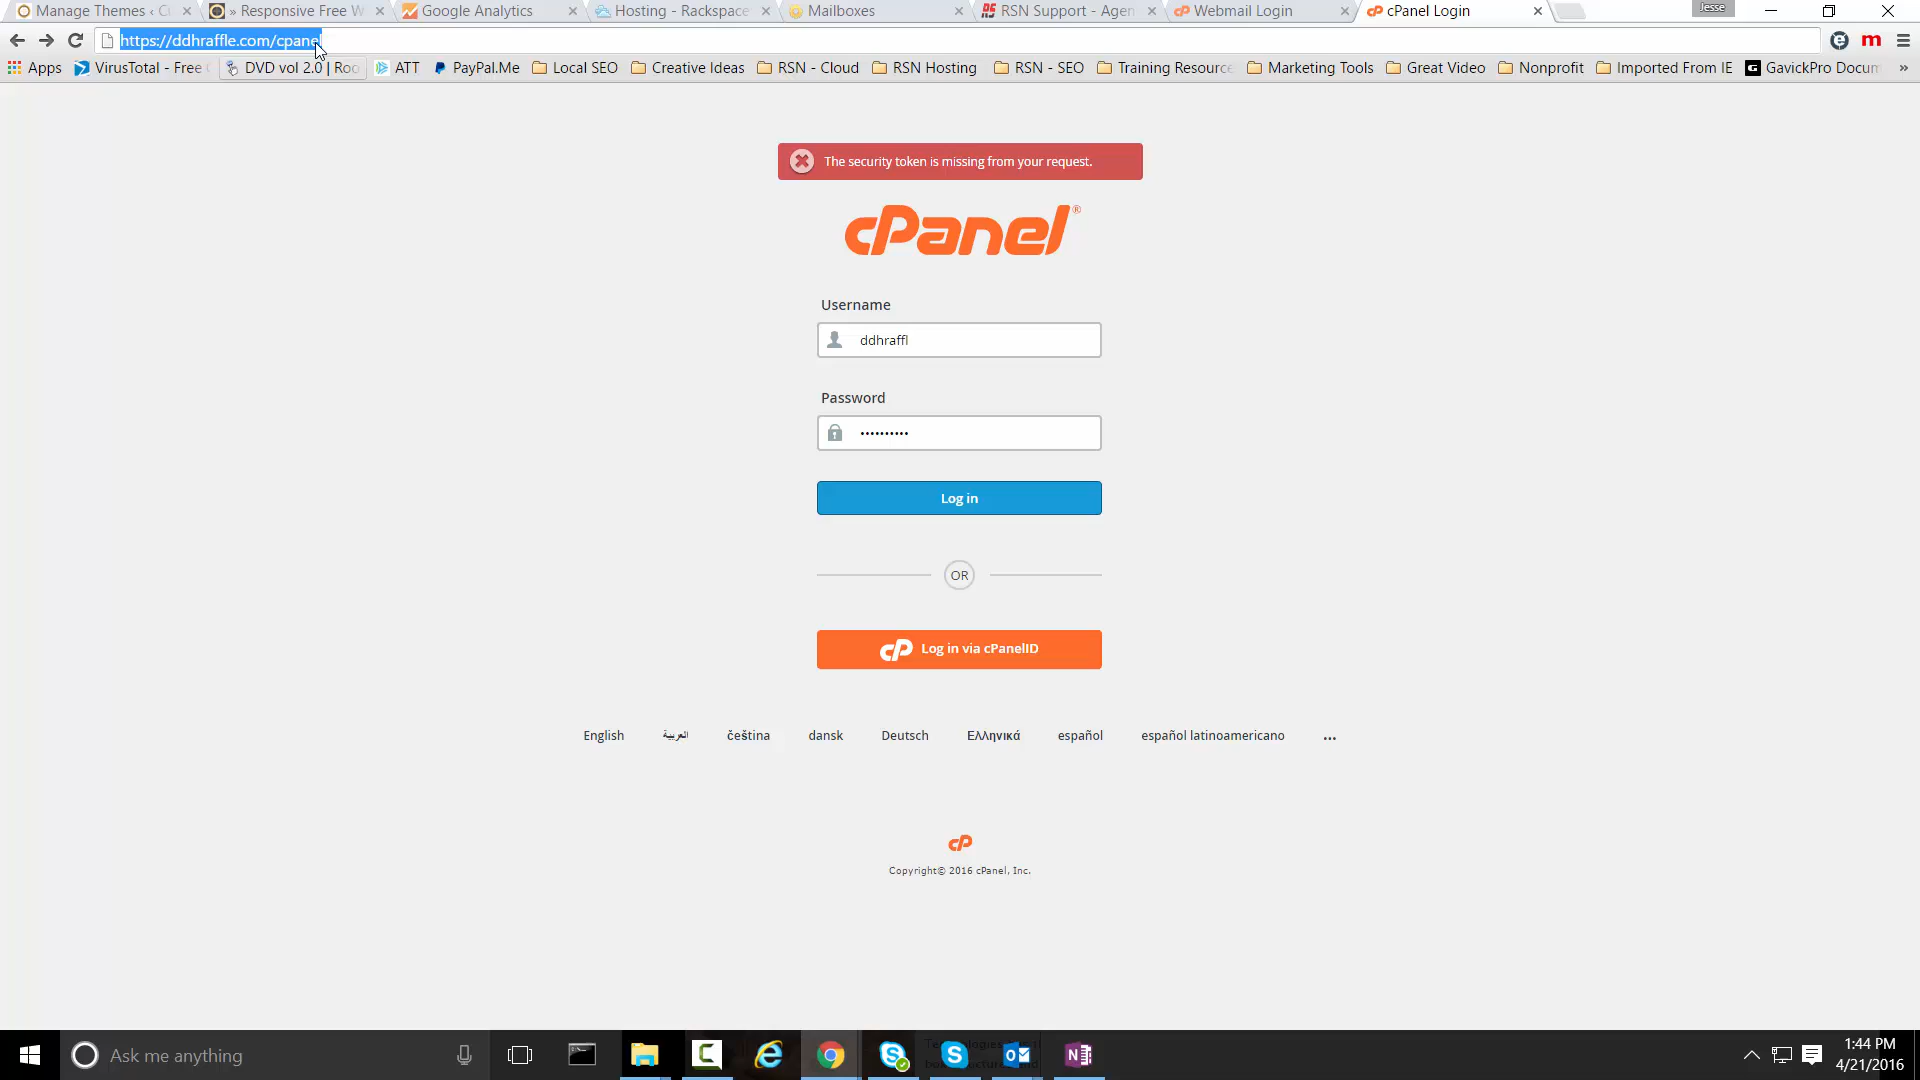 Manage Themes ‹ C
» Responsive Free W
Google Analytics
Hosting - Rackspace
Mailboxes
RSN Support - Agen
Webmail Login
cPanel Login
Jesse
https://ddhraffle.com/cpanel
Apps
VirusTotal - Free
DVD vol 2.0 | Roo
ATT
PayPal.Me
Local SEO
Creative Ideas
RSN - Cloud
RSN Hosting
RSN - SEO
Training Resource
Marketing Tools
Great Video
Nonprofit
Imported From IE
GavickPro Docum
»
The security token is missing from your request.
cPanel®
Username
ddhraffl
Password
••••••••••
Log in
OR
cP Log in via cPanelID
English العربية čeština dansk Deutsch Ελληνικά español español latinoamericano ...
cP
Copyright© 2016 cPanel, Inc.
Ask me anything
1:44 PM
4/21/2016